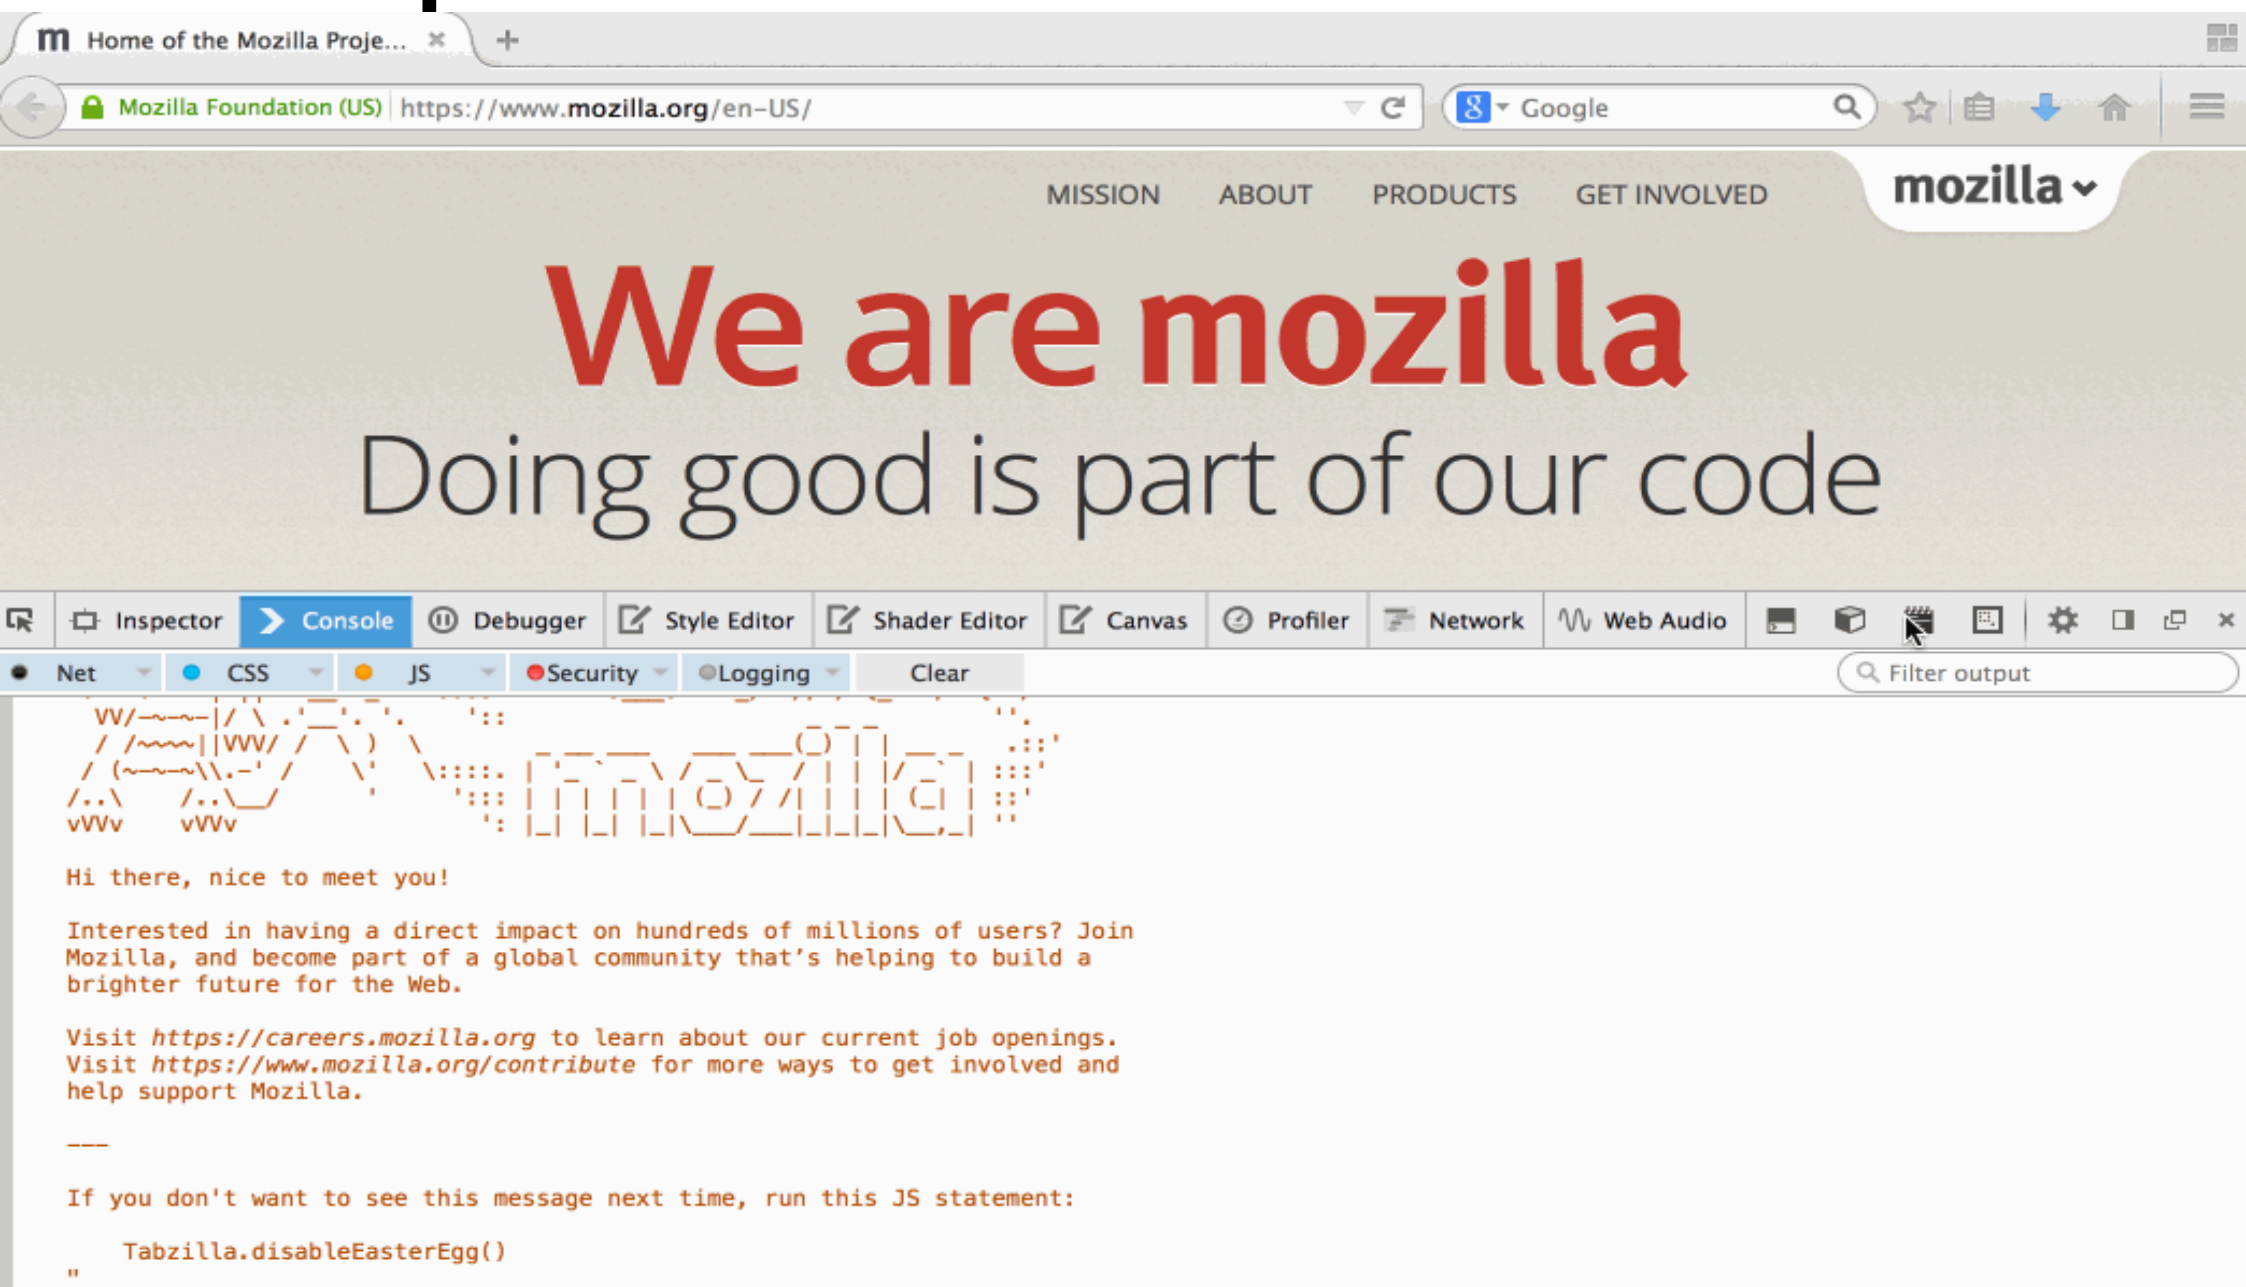 m Home of the Mozilla Proje...
Mozilla Foundation (US) https://www.mozilla.org/en-US/
8 Google
MISSION ABOUT PRODUCTS GET INVOLVED mozilla
We are mozilla
Doing good is part of our code
Inspector Console Debugger Style Editor Shader Editor Canvas Profiler Network Web Audio
Net CSS JS Security Logging Clear Filter output
mozilla
Hi there, nice to meet you!
Interested in having a direct impact on hundreds of millions of users? Join
Mozilla, and become part of a global community that’s helping to build a
brighter future for the Web.
Visit https://careers.mozilla.org to learn about our current job openings.
Visit https://www.mozilla.org/contribute for more ways to get involved and
help support Mozilla.
---
If you don't want to see this message next time, run this JS statement:
Tabzilla.disableEasterEgg()
"